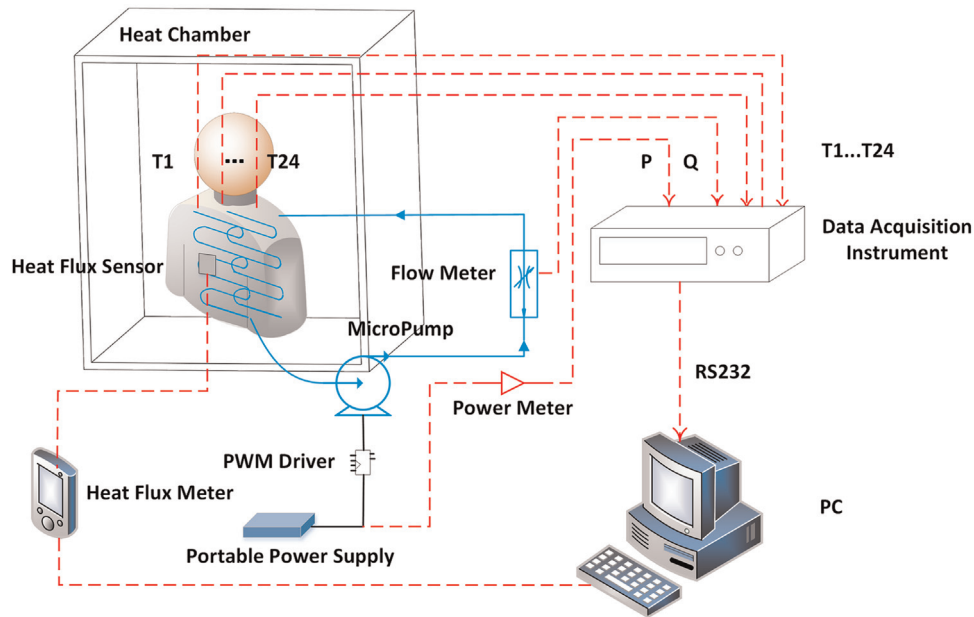 Heat Chamber
T1
...
T24
P
Q
T1...T24
Data Acquisition
Instrument
Heat Flux Sensor
Flow Meter
MicroPump
RS232
Power Meter
PWM Driver
Heat Flux Meter
PC
Portable Power Supply